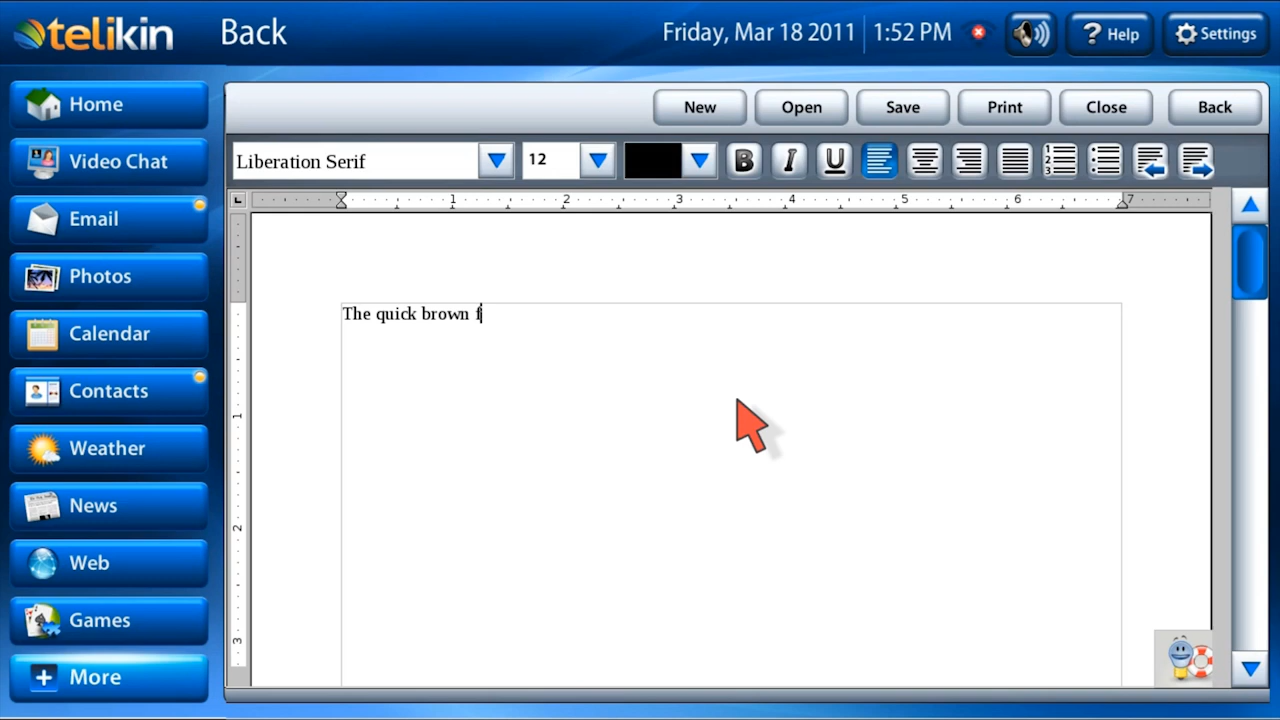 telikin
Back
Friday, Mar 18 2011
1:52 PM
? Help
Settings
Home
Video Chat
Email
Photos
Calendar
Contacts
Weather
News
Web
Games
More
New
Open
Save
Print
Close
Back
Liberation Serif
12
B
I
U
1 2 3 4 5 6 7
The quick brown f
1
2
3